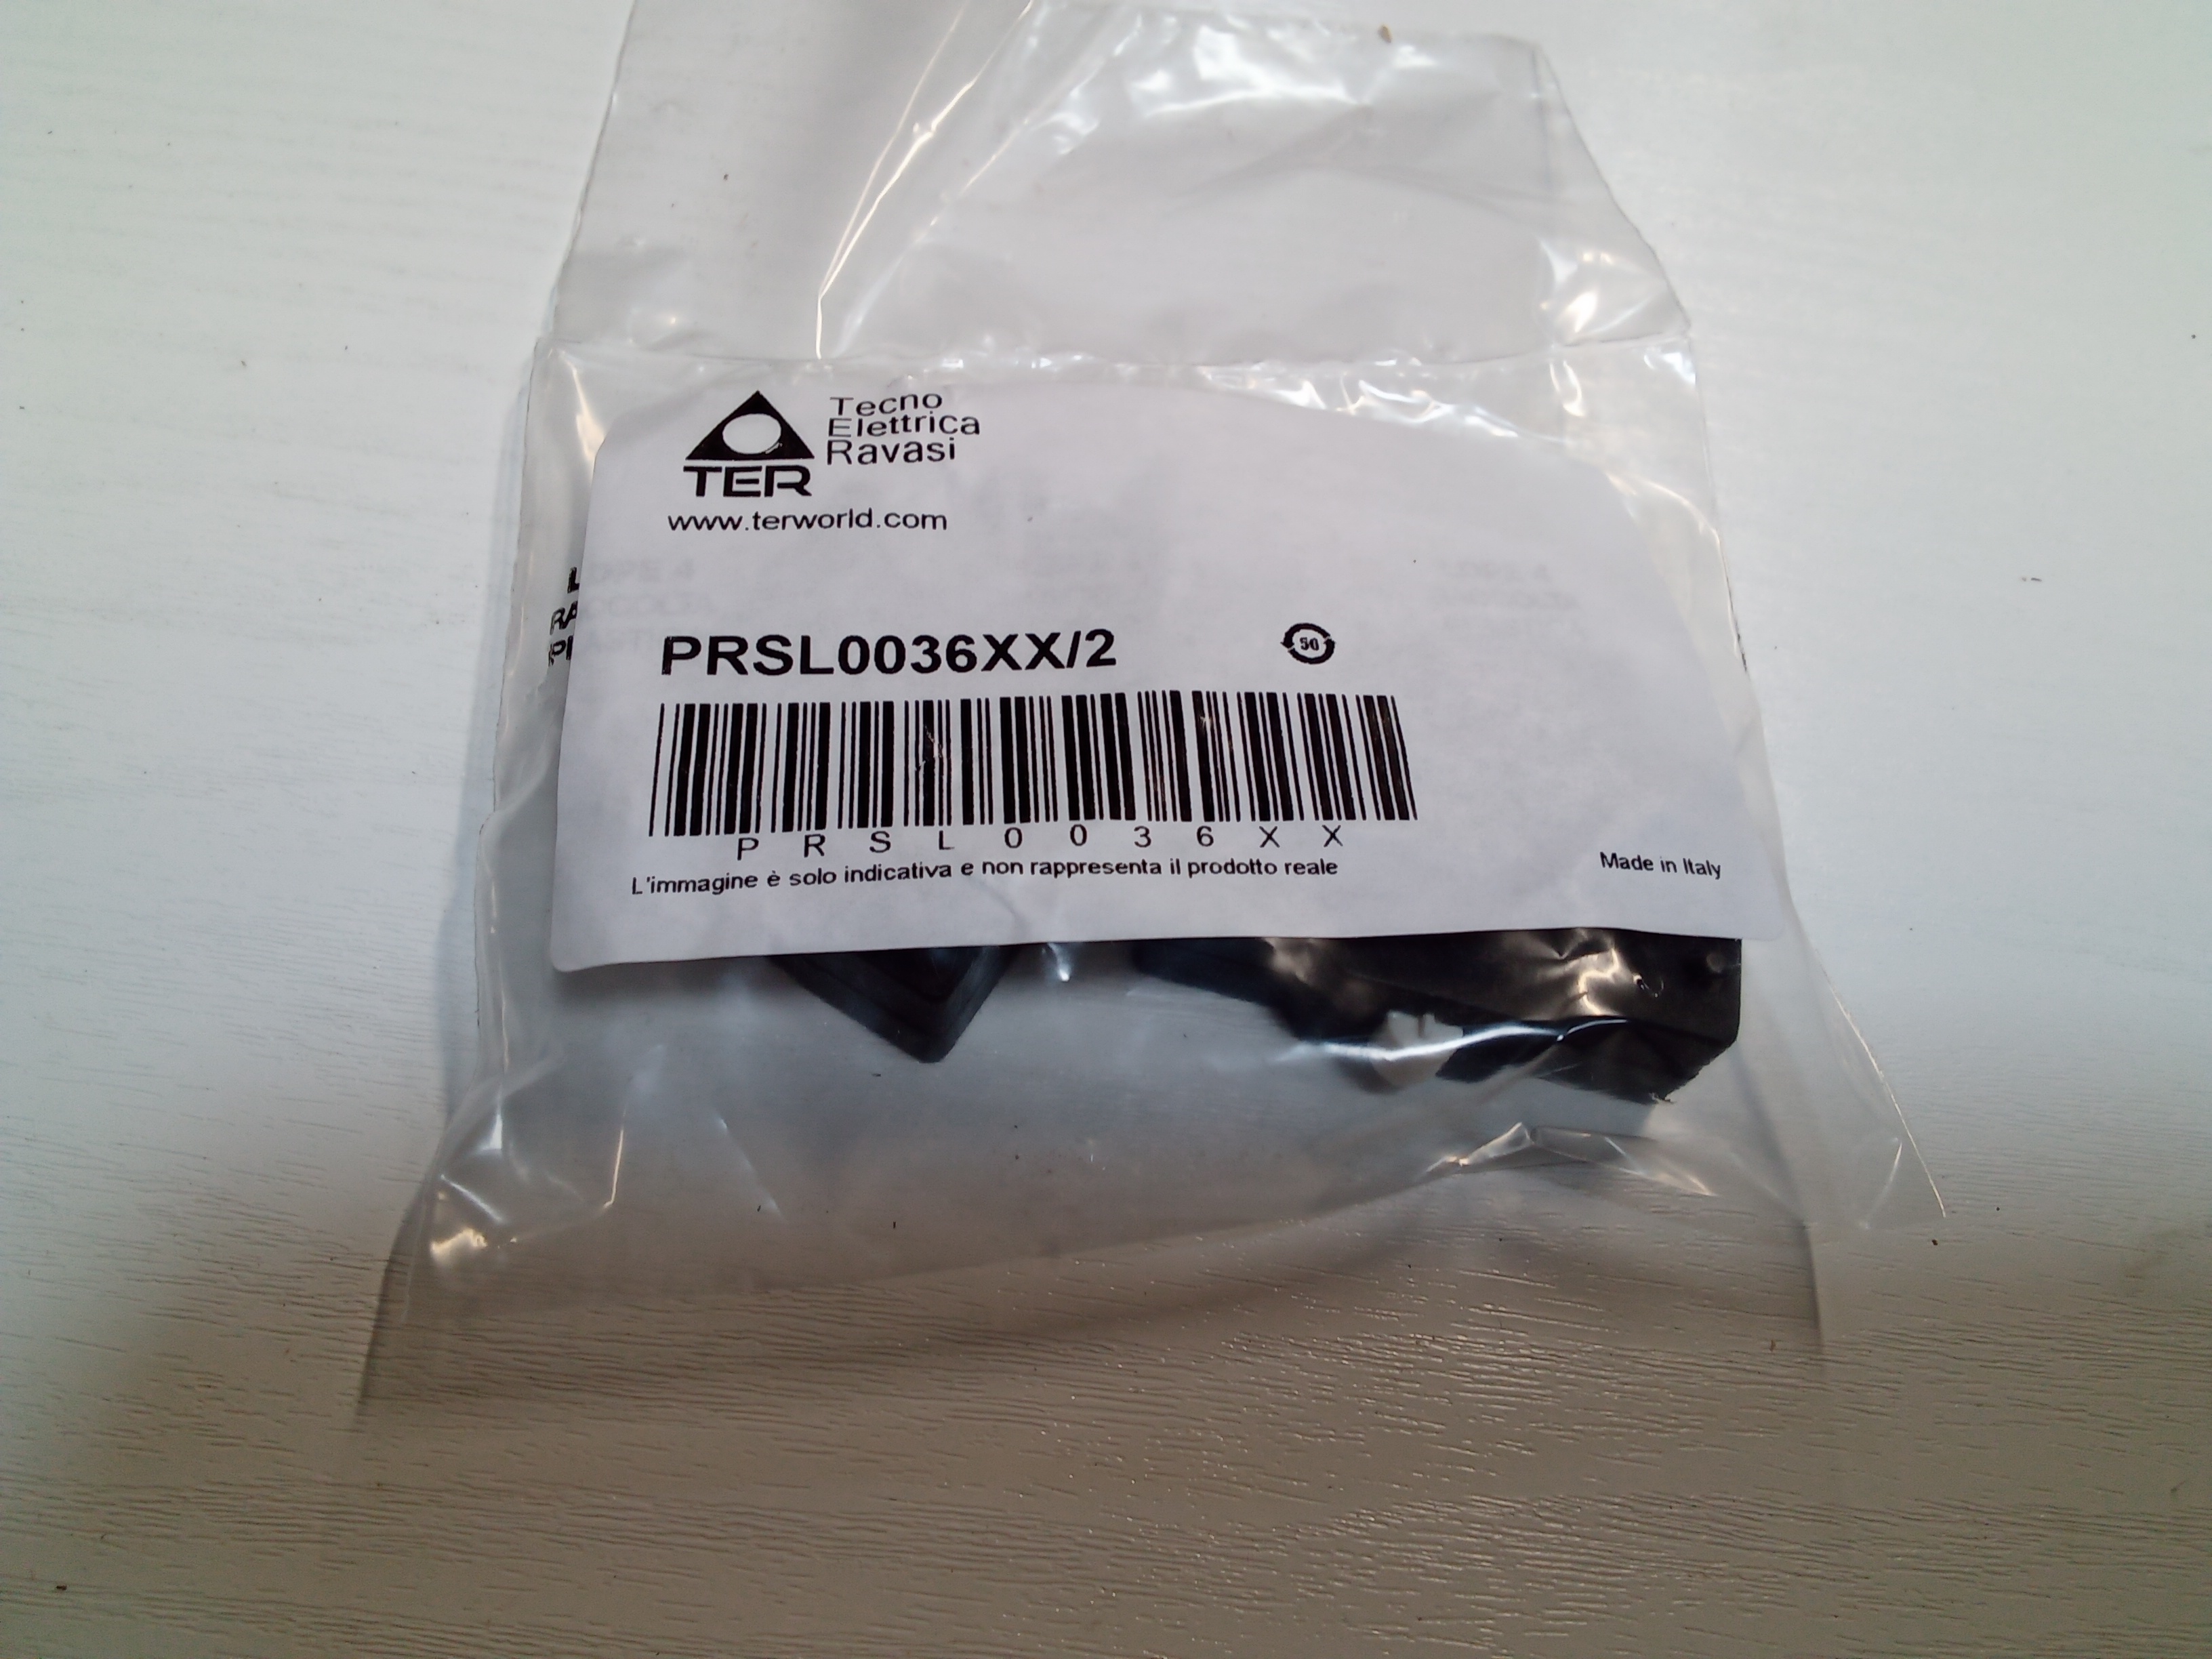 Tecno
Elettrica
Ravasi
TER
www.terworld.com
PRSL0036XX/2
50
PRSL0036XX
L'immagine è solo indicativa e non rappresenta il prodotto reale
Made in Italy